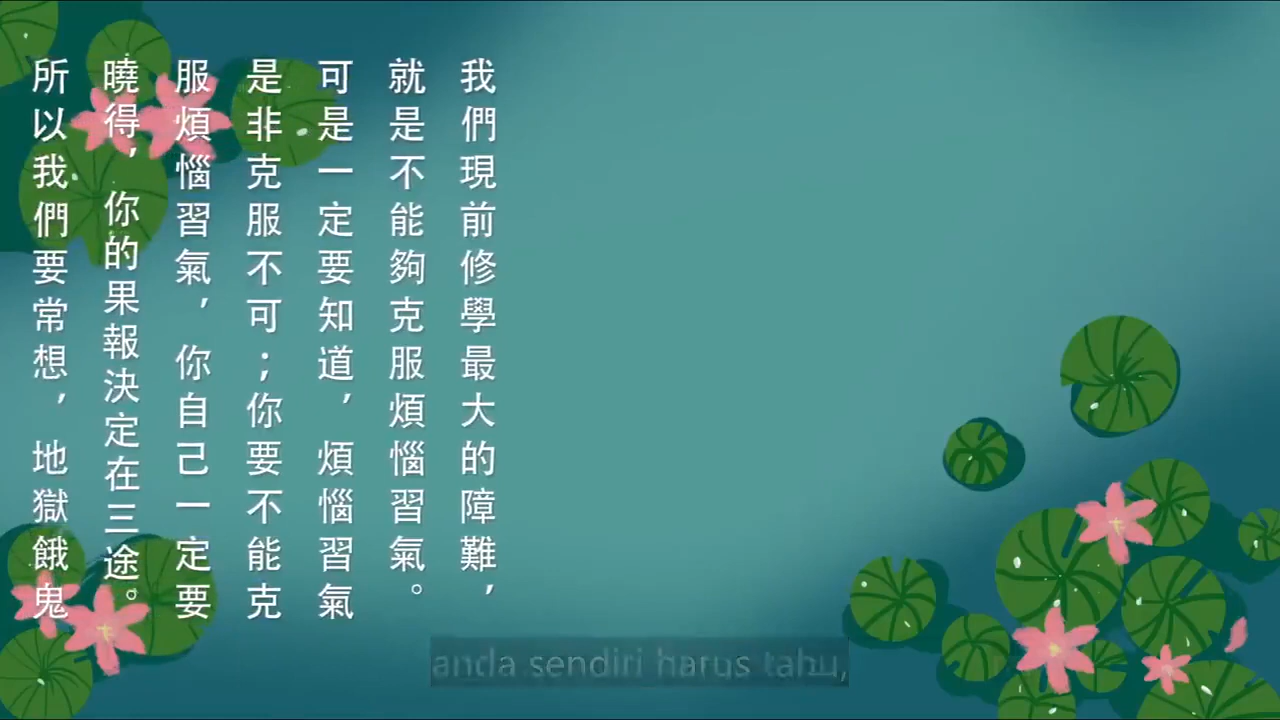 我們現前修學最大的障難，
就是不能夠克服煩惱習氣。
可是一定要知道，煩惱習氣
是非克服不可；你要不能克
服煩惱習氣，你自己一定要
曉得，你的果報決定在三途。
所以我們要常想，地獄餓鬼
anda sendiri harus tahu,